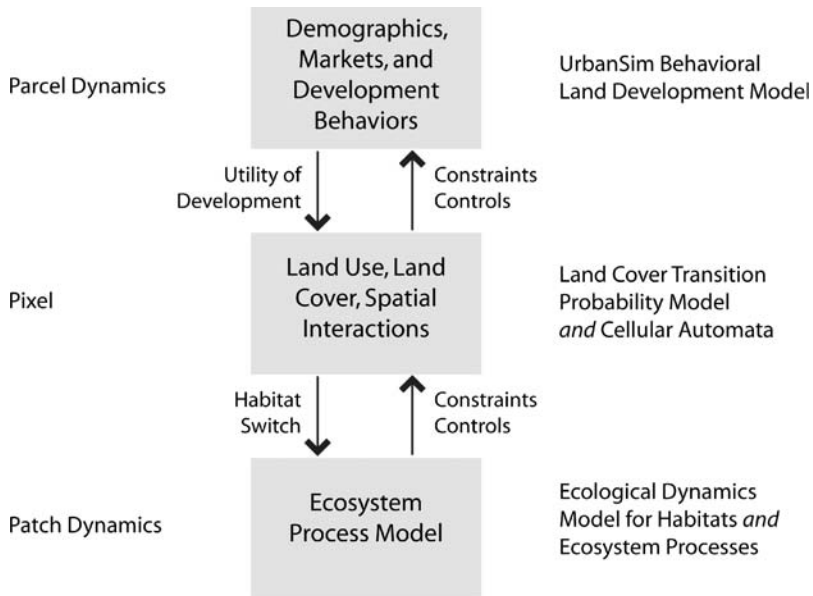 Demographics,
Markets, and
Development
Behaviors
Parcel Dynamics
UrbanSim Behavioral
Land Development Model
Utility of
Development
Constraints
Controls
Land Use, Land
Cover, Spatial
Interactions
Pixel
Land Cover Transition
Probability Model
and Cellular Automata
Habitat
Switch
Constraints
Controls
Ecosystem
Process Model
Patch Dynamics
Ecological Dynamics
Model for Habitats and
Ecosystem Processes